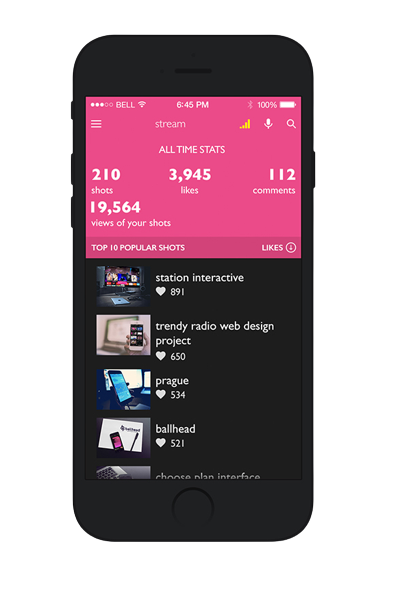 BELL 6:45 PM 100%
stream
ALL TIME STATS
210 3,945 112
shots likes comments
19,564
views of your shots
TOP 10 POPULAR SHOTS LIKES
station interactive
891
trendy radio web design
project
650
prague
534
ballhead
ballhead
521
choose plan interface